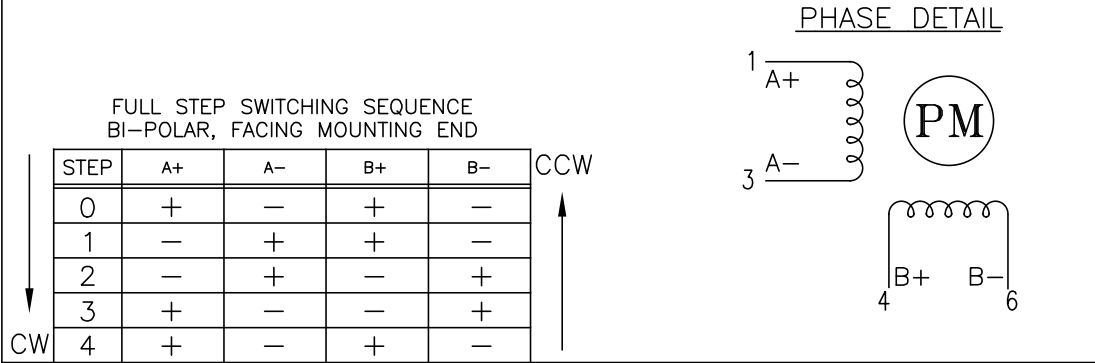 PHASE DETAIL
1
A+
PM
A−
3
B+ B−
4 6
FULL STEP SWITCHING SEQUENCE
BI−POLAR, FACING MOUNTING END
STEP A+ A− B+ B− CCW
0 + − + −
1 − + + −
2 − + − +
3 + − − +
CW 4 + − + −